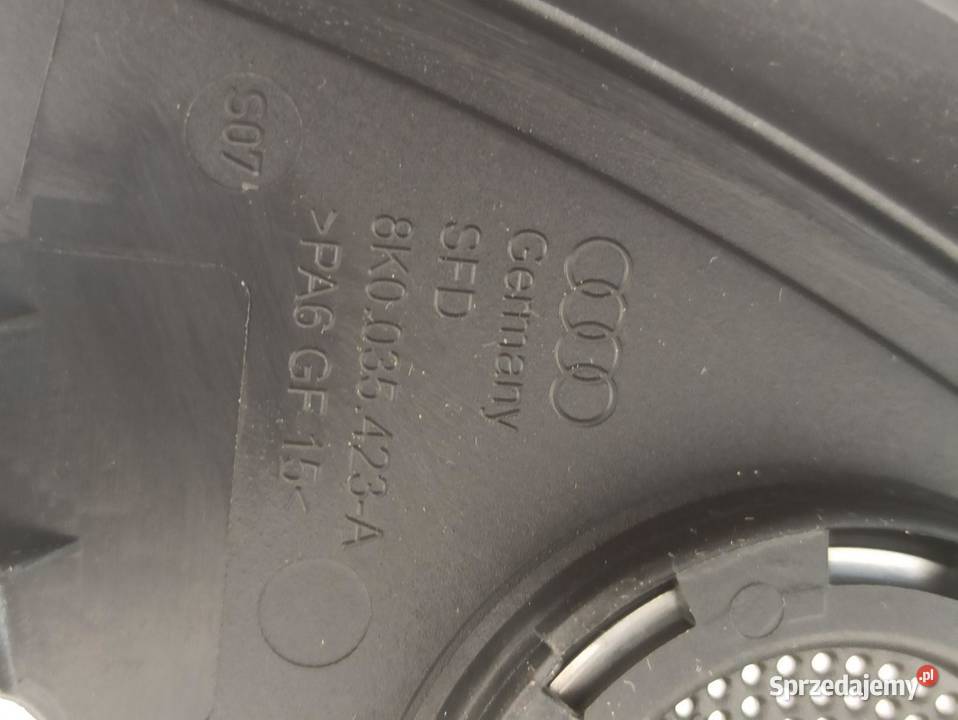 Germany
SFD
8K0.035.423-A
>PA6 GF 15<
S07
Sprzedajemy.pl